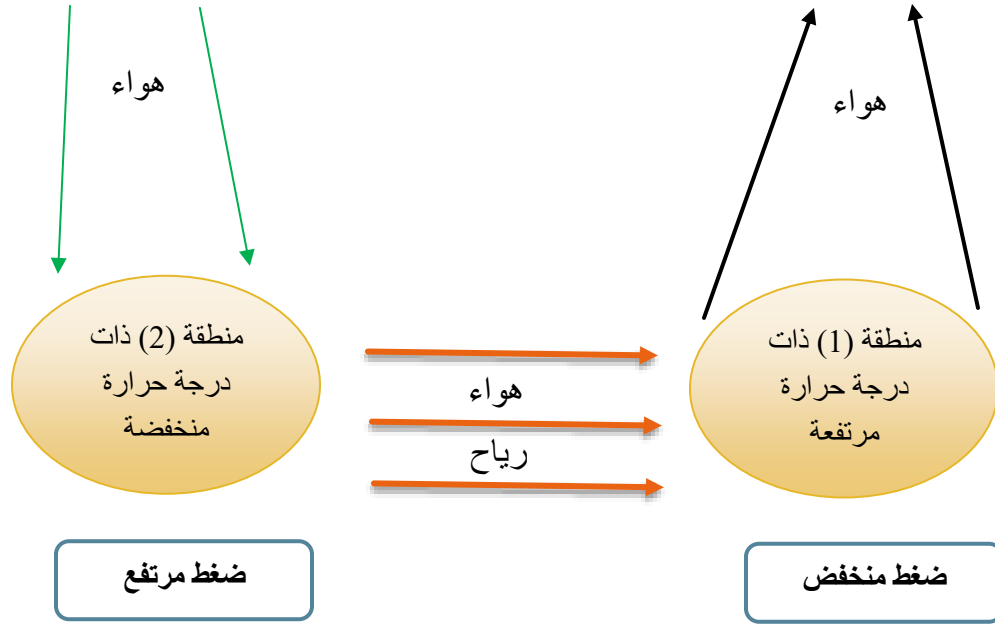 هواء
هواء
منطقة (1) ذات
درجة حرارة
مرتفعة
هواء
رياح
منطقة (2) ذات
درجة حرارة
منخفضة
ضغط منخفض
ضغط مرتفع